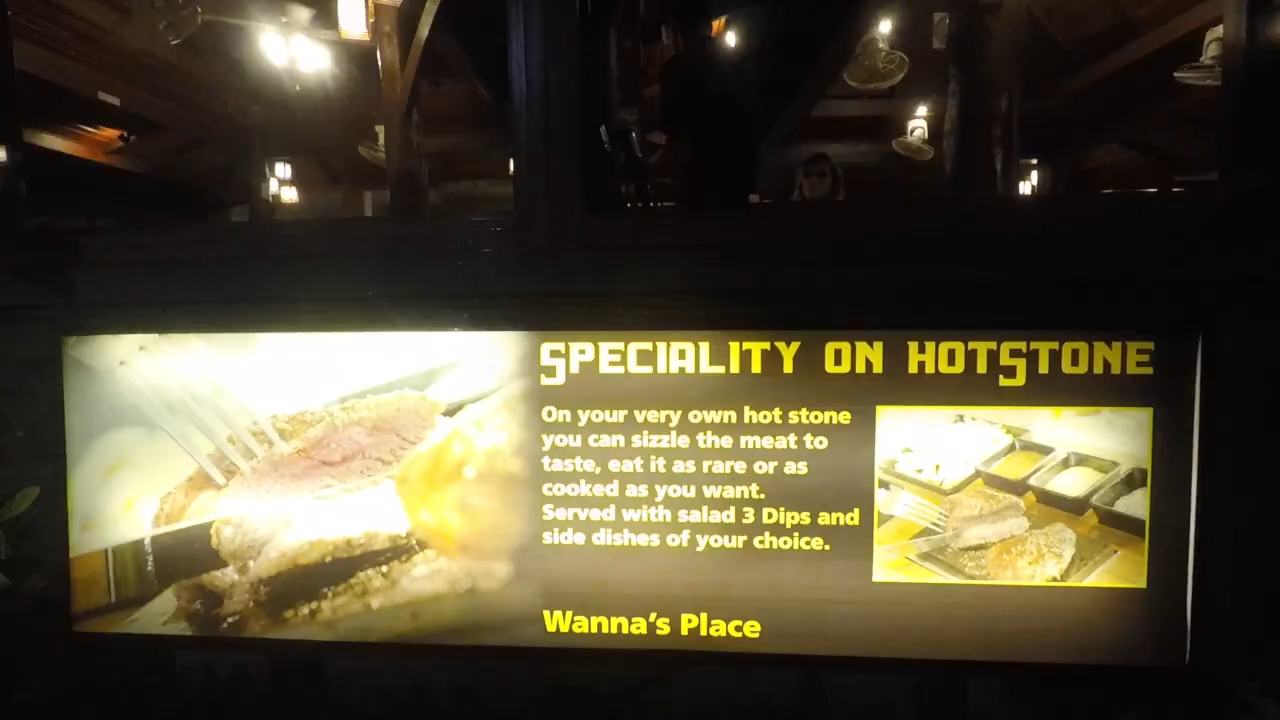 SPECIALITY ON HOTSTONE
On your very own hot stone
you can sizzle the meat to
taste, eat it as rare or as
cooked as you want.
Served with salad 3 Dips and
side dishes of your choice.
Wanna's Place